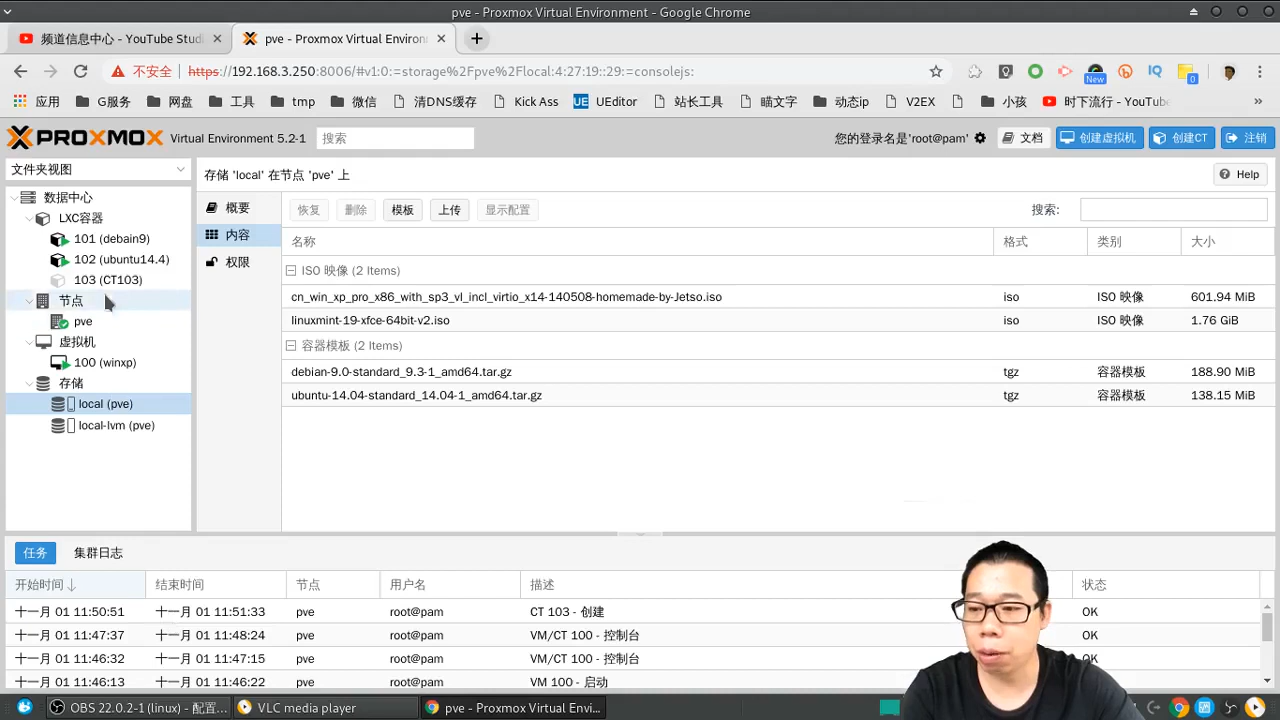 pve - Proxmox Virtual Environment - Google Chrome
频道信息中心 - YouTube Studi
pve - Proxmox Virtual Environ
不安全
https://192.168.3.250:8006/#v1:0:=storage%2Fpve%2Flocal:4:27:19::29:=consolejs:
New
IQ
0
应用
G服务
网盘
工具
tmp
微信
清DNS缓存
Kick Ass
UE UEditor
站长工具
瞄文字
动态ip
V2EX
小孩
时下流行 - YouTube
»
PROXMOX
Virtual Environment 5.2-1
搜索
您的登录名是'root@pam'
文档
创建虚拟机
创建CT
注销
文件夹视图
存储 'local' 在节点 'pve' 上
Help
数据中心
LXC容器
101 (debain9)
102 (ubuntu14.4)
103 (CT103)
节点
pve
虚拟机
100 (winxp)
存储
local (pve)
local-lvm (pve)
概要
内容
权限
恢复
删除
模板
上传
显示配置
搜索:
名称 格式 类别 大小
ISO 映像 (2 Items)
cn_win_xp_pro_x86_with_sp3_vl_incl_virtio_x14-140508-homemade-by-Jetso.iso iso ISO 映像 601.94 MiB
linuxmint-19-xfce-64bit-v2.iso iso ISO 映像 1.76 GiB
容器模板 (2 Items)
debian-9.0-standard_9.3-1_amd64.tar.gz tgz 容器模板 188.90 MiB
ubuntu-14.04-standard_14.04-1_amd64.tar.gz tgz 容器模板 138.15 MiB
任务
集群日志
开始时间 结束时间 节点 用户名 描述 状态
十一月 01 11:50:51 十一月 01 11:51:33 pve root@pam CT 103 - 创建 OK
十一月 01 11:47:37 十一月 01 11:48:24 pve root@pam VM/CT 100 - 控制台 OK
十一月 01 11:46:32 十一月 01 11:47:15 pve root@pam VM/CT 100 - 控制台 OK
十一月 01 11:46:13 十一月 01 11:46:22 pve root@pam VM 100 - 启动
OBS 22.0.2-1 (linux) - 配置...
VLC media player
pve - Proxmox Virtual Envi...